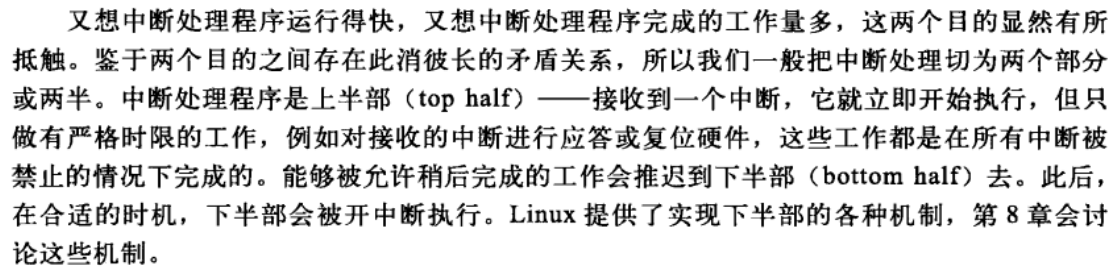 又想中断处理程序运行得快，又想中断处理程序完成的工作量多，这两个目的显然有所
抵触。鉴于两个目的之间存在此消彼长的矛盾关系，所以我们一般把中断处理切为两个部分
或两半。中断处理程序是上半部（top half）——接收到一个中断，它就立即开始执行，但只
做有严格时限的工作，例如对接收的中断进行应答或复位硬件，这些工作都是在所有中断被
禁止的情况下完成的。能够被允许稍后完成的工作会推迟到下半部（bottom half）去。此后，
在合适的时机，下半部会被开中断执行。Linux 提供了实现下半部的各种机制，第 8 章会讨
论这些机制。